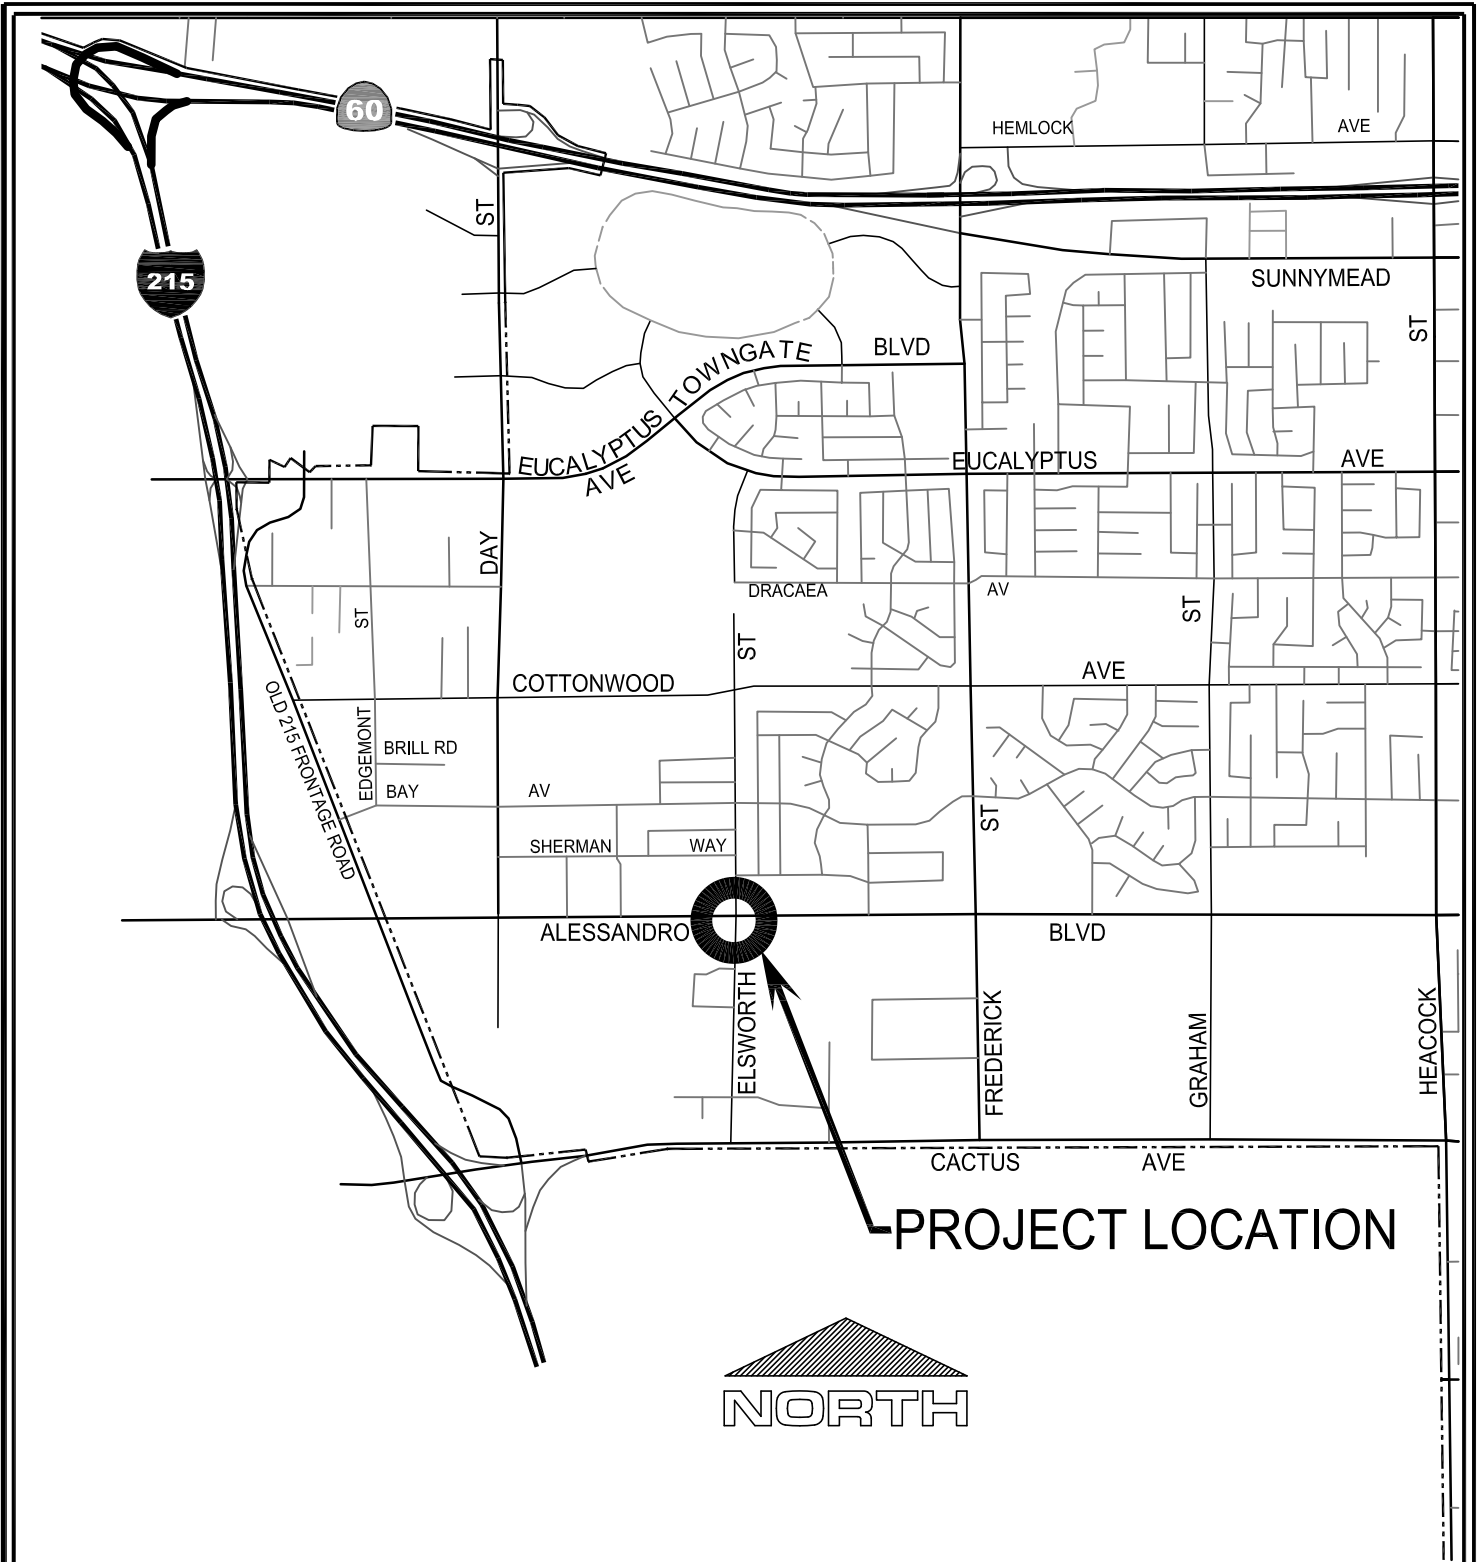 60
HEMLOCK
AVE
ST
215
SUNNYMEAD
ST
BLVD
TOWNGATE
EUCALYPTUS
AVE
EUCALYPTUS
AVE
DAY
DRACAEA
AV
ST
ST
ST
COTTONWOOD
AVE
OLD 215 FRONTAGE ROAD
EDGEMONT
BRILL RD
BAY
AV
ST
SHERMAN
WAY
ALESSANDRO
BLVD
ELSWORTH
FREDERICK
GRAHAM
HEACOCK
CACTUS
AVE
PROJECT LOCATION
NORTH